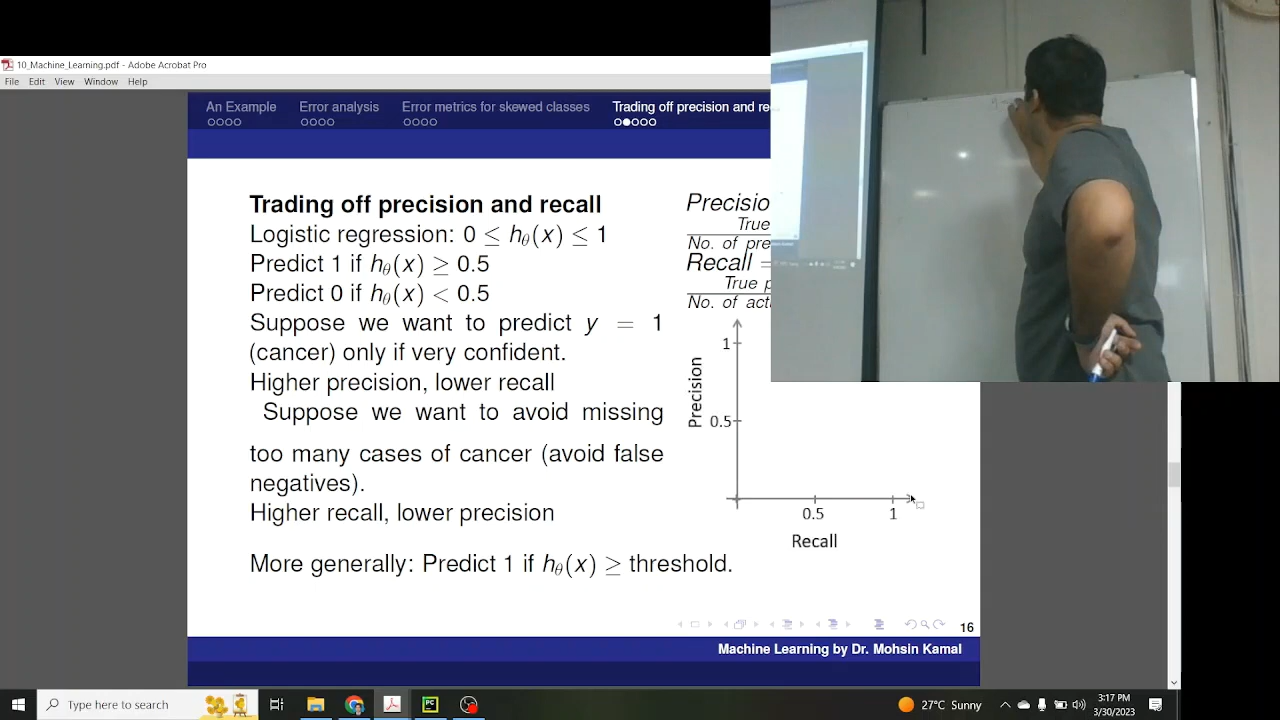 10_Machine_Learning.pdf - Adobe Acrobat Pro
File Edit View Window Help
An Example Error analysis Error metrics for skewed classes Trading off precision and re
Trading off precision and recall
Logistic regression: 0 ≤ hθ(x) ≤ 1
Predict 1 if hθ(x) ≥ 0.5
Predict 0 if hθ(x) < 0.5
Suppose we want to predict y = 1
(cancer) only if very confident.
Higher precision, lower recall
Suppose we want to avoid missing
too many cases of cancer (avoid false
negatives).
Higher recall, lower precision
More generally: Predict 1 if hθ(x) ≥ threshold.
Precisio
True
No. of pre
Recall =
True p
No. of actu
1
Precision
0.5
0.5 1
Recall
16
Machine Learning by Dr. Mohsin Kamal
Type here to search
27°C Sunny
3:17 PM
3/30/2023